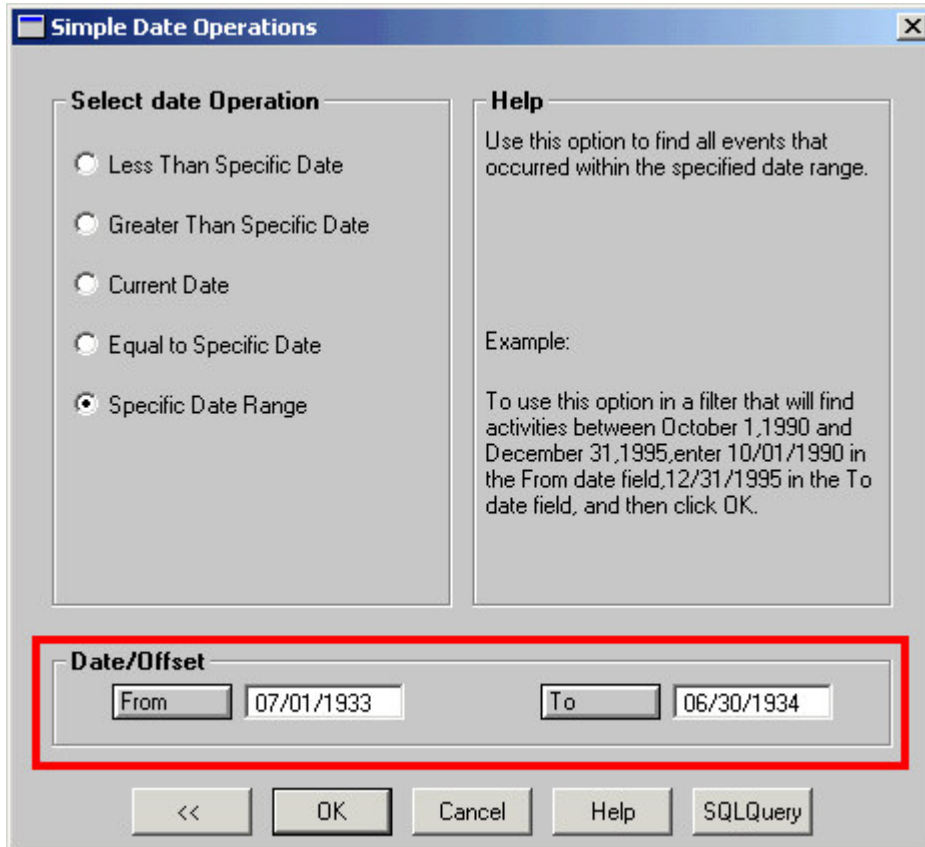 Simple Date Operations
Select date Operation
Less Than Specific Date
Greater Than Specific Date
Current Date
Equal to Specific Date
Specific Date Range
Help
Use this option to find all events that
occurred within the specified date range.
Example:
To use this option in a filter that will find
activities between October 1,1990 and
December 31,1995,enter 10/01/1990 in
the From date field,12/31/1995 in the To
date field, and then click OK.
Date/Offset
From 07/01/1933 To 06/30/1934
<< OK Cancel Help SQLQuery